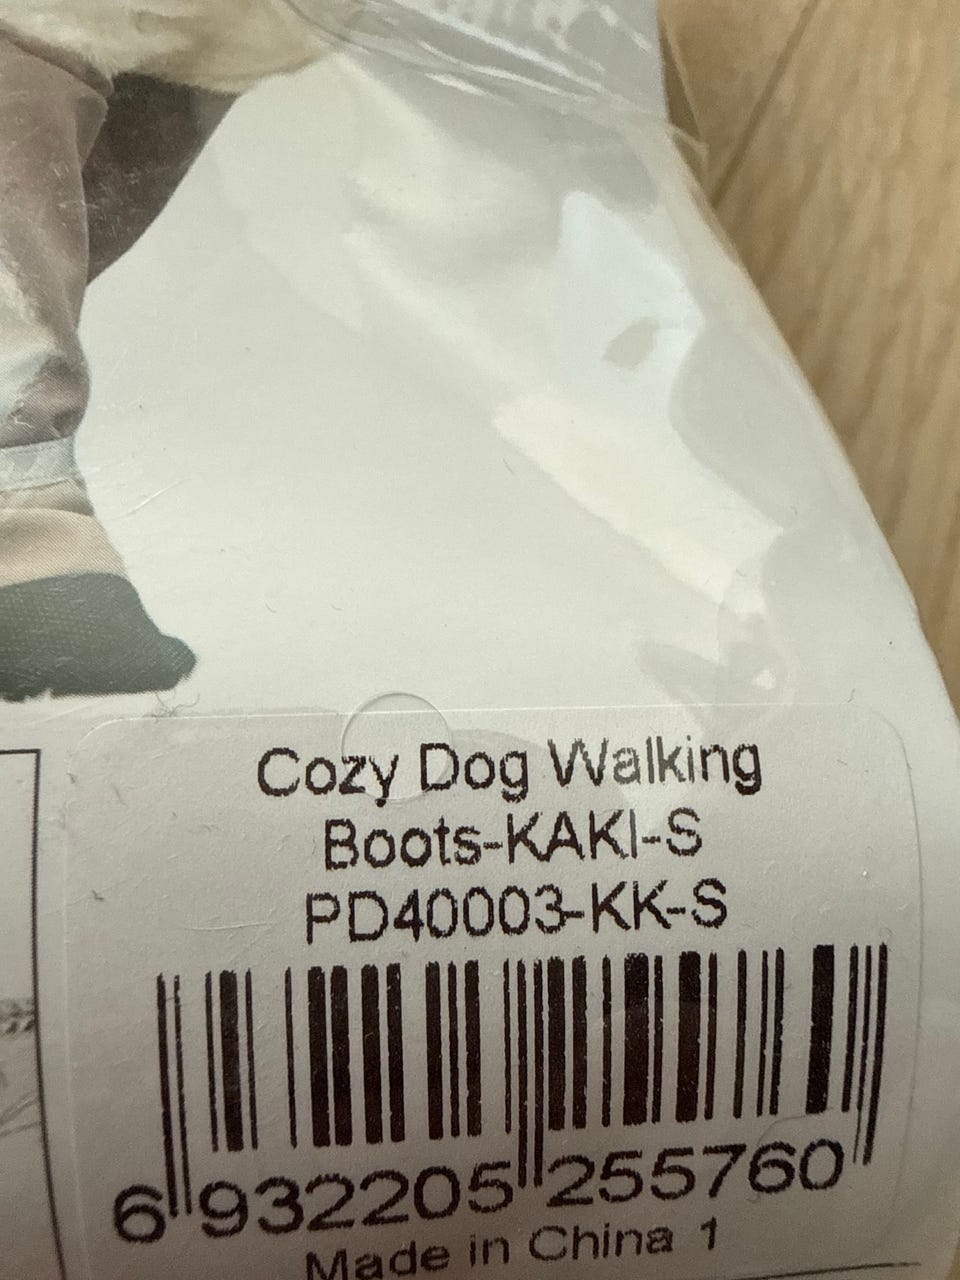 Cozy Dog Walking
Boots-KAKI-S
PD40003-KK-S
6 932205 255760
Made in China 1